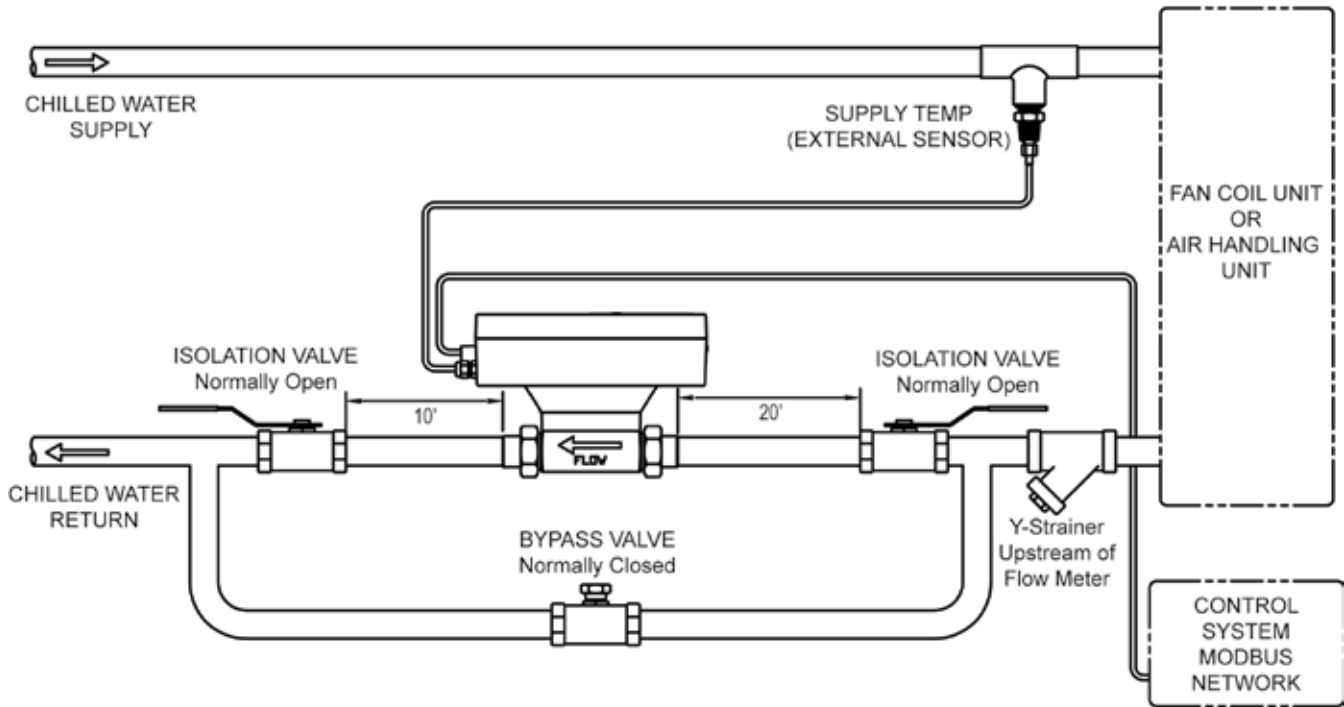 CHILLED WATER
SUPPLY
SUPPLY TEMP
(EXTERNAL SENSOR)
FAN COIL UNIT
OR
AIR HANDLING
UNIT
ISOLATION VALVE
Normally Open
10'
20'
ISOLATION VALVE
Normally Open
FLOW
CHILLED WATER
RETURN
BYPASS VALVE
Normally Closed
Y-Strainer
Upstream of
Flow Meter
CONTROL
SYSTEM
MODBUS
NETWORK